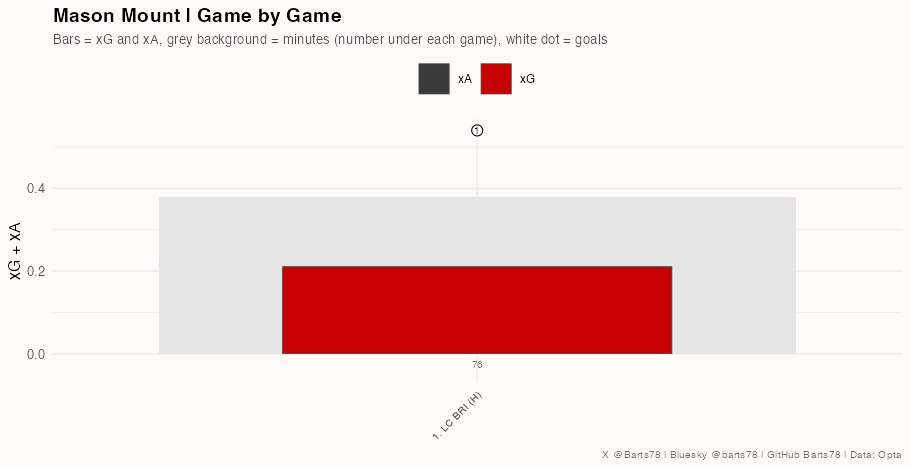 Mason Mount | Game by Game
Bars = xG and xA, grey background = minutes (number under each game), white dot = goals
xA xG
1
0.4
0.2
0.0
xG + xA
76
1. LC BRI (H)
X @Barts78 | Bluesky @barts78 | GitHub Barts78 | Data: Opta